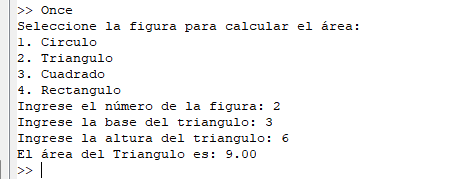 >> Once
Seleccione la figura para calcular el área:
1. Circulo
2. Triangulo
3. Cuadrado
4. Rectangulo
Ingrese el número de la figura: 2
Ingrese la base del triangulo: 3
Ingrese la altura del triangulo: 6
El área del Triangulo es: 9.00
>>